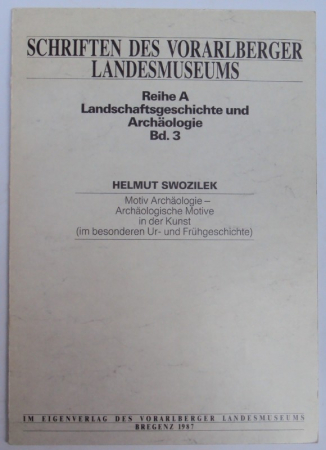 SCHRIFTEN DES VORARLBERGER
LANDESMUSEUMS
Reihe A
Landschaftsgeschichte und
Archäologie
Bd. 3
HELMUT SWOZILEK
Motiv Archäologie –
Archäologische Motive
in der Kunst
(im besonderen Ur- und Frühgeschichte)
IM EIGENVERLAG DES VORARLBERGER LANDESMUSEUMS
BREGENZ 1987